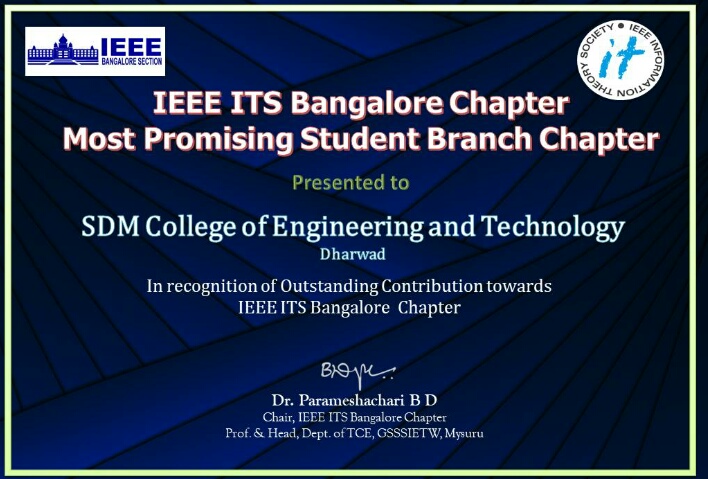 IEEE
BANGALORE SECTION
IEEE INFORMATION THEORY SOCIETY
it
IEEE ITS Bangalore Chapter
Most Promising Student Branch Chapter
Presented to
SDM College of Engineering and Technology
Dharwad
In recognition of Outstanding Contribution towards
IEEE ITS Bangalore Chapter
Dr. Parameshachari B D
Chair, IEEE ITS Bangalore Chapter
Prof. & Head, Dept. of TCE, GSSSIETW, Mysuru